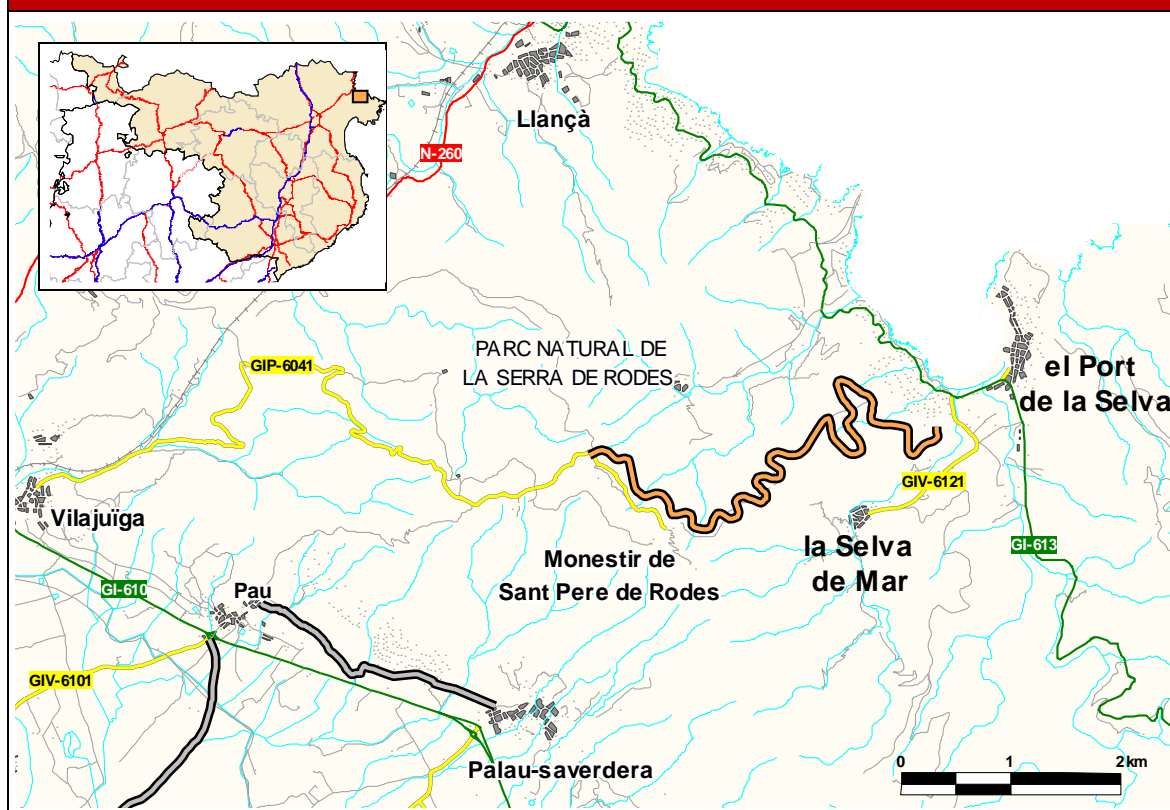 Llançà
N-260
PARC NATURAL DE
LA SERRA DE RODES
GIP-6041
el Port
de la Selva
GIV-6121
Vilajuïga
la Selva
de Mar
GI-613
Monestir de
Sant Pere de Rodes
GI-610
Pau
GIV-6101
Palau-saverdera
0 1 2 km